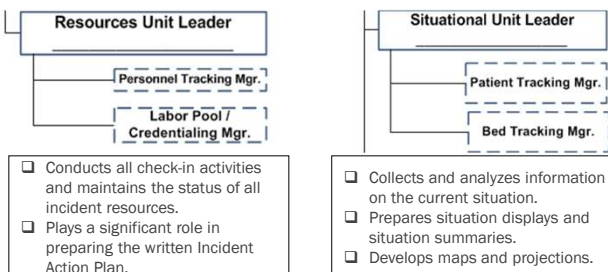 Resources Unit Leader
Personnel Tracking Mgr.
Labor Pool /
Credentialing Mgr.
❑ Conducts all check-in activities
and maintains the status of all
incident resources.
❑ Plays a significant role in
preparing the written Incident
Action Plan.
Situational Unit Leader
Patient Tracking Mgr.
Bed Tracking Mgr.
❑ Collects and analyzes information
on the current situation.
❑ Prepares situation displays and
situation summaries.
❑ Develops maps and projections.